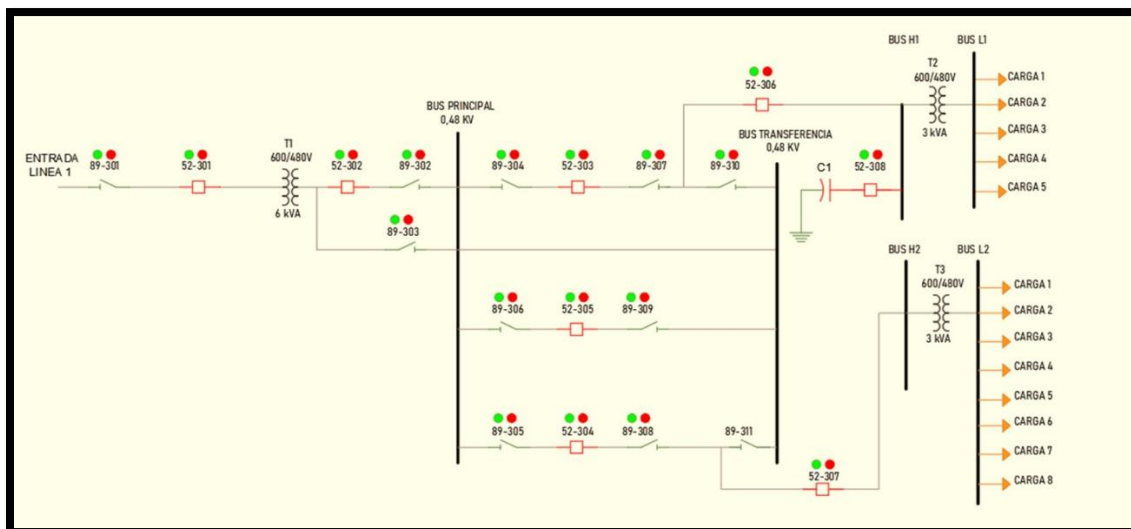 BUS H1
BUS L1
T2
600/480V
3 kVA
CARGA 1
CARGA 2
CARGA 3
CARGA 4
CARGA 5
52-306
BUS PRINCIPAL
0,48 KV
BUS TRANSFERENCIA
0,48 KV
ENTRADA
LINEA 1
89-301
52-301
T1
600/480V
6 kVA
52-302
89-302
89-304
52-303
89-307
89-310
C1
52-308
89-303
BUS H2
BUS L2
T3
600/480V
3 kVA
CARGA 1
CARGA 2
CARGA 3
CARGA 4
CARGA 5
CARGA 6
CARGA 7
CARGA 8
89-306
52-305
89-309
89-305
52-304
89-308
89-311
52-307